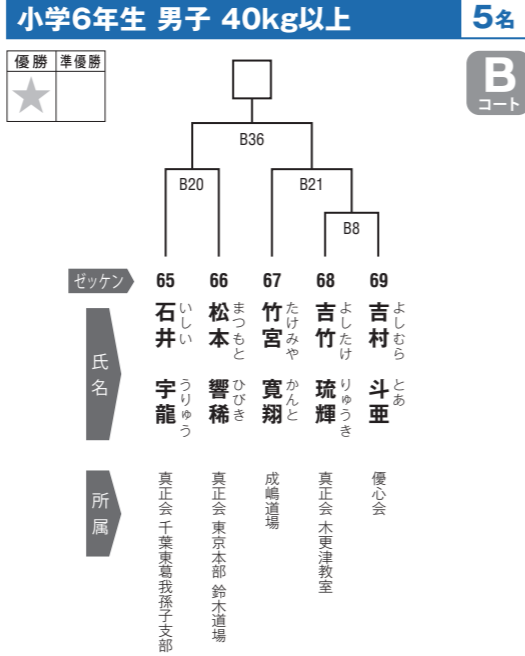 小学6年生 男子 40kg以上
5名
優勝 準優勝
B
コート
B36
B20 B21
B8
ゼッケン 65 66 67 68 69
氏名
石井 宇龍
いしい うりゅう
松本 響稀
まつもと ひびき
竹宮 寛翔
たけみや かんと
吉竹 琉輝
よしたけ りゅうき
吉村 斗亜
よしむら とあ
所属
真正会 千葉東葛我孫子支部
真正会 東京本部 鈴木道場
成嶋道場
真正会 木更津教室
優心会